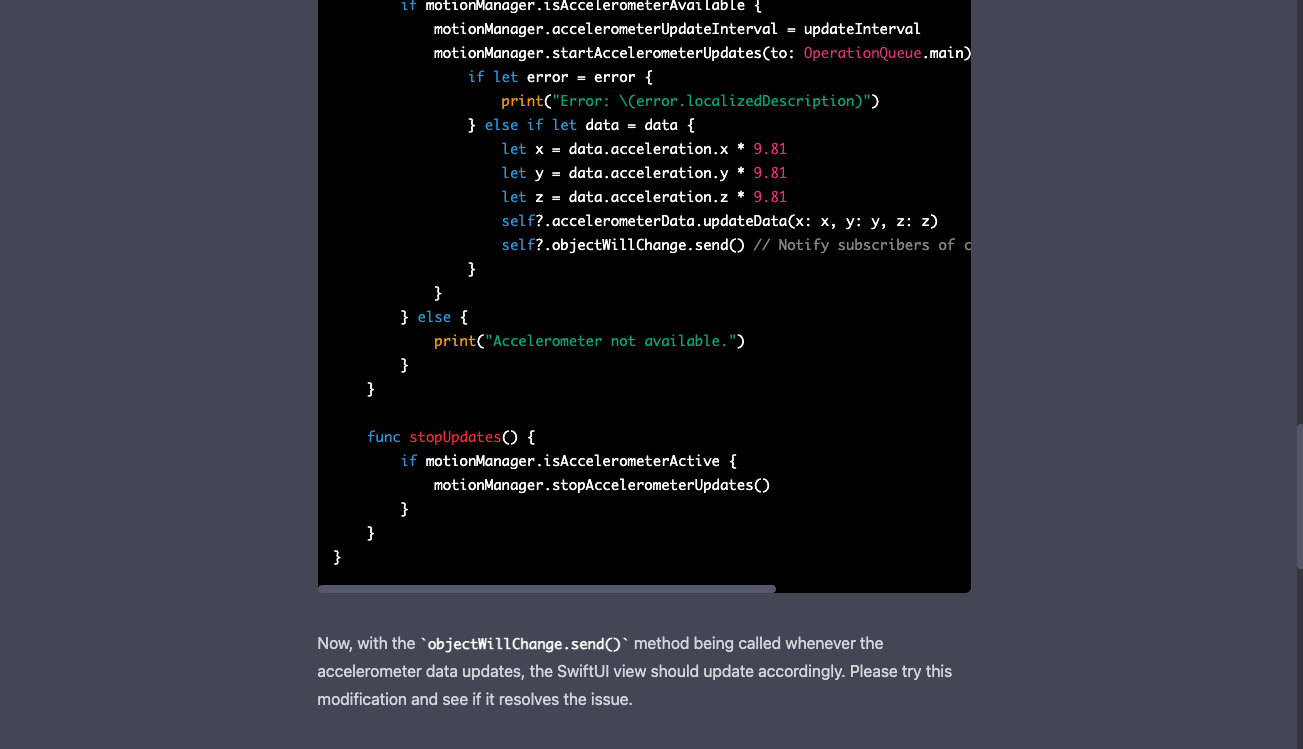 if motionManager.isAccelerometerAvailable {
motionManager.accelerometerUpdateInterval = updateInterval
motionManager.startAccelerometerUpdates(to: OperationQueue.main)
if let error = error {
print("Error: \(error.localizedDescription)")
} else if let data = data {
let x = data.acceleration.x * 9.81
let y = data.acceleration.y * 9.81
let z = data.acceleration.z * 9.81
self?.accelerometerData.updateData(x: x, y: y, z: z)
self?.objectWillChange.send() // Notify subscribers of c
}
}
} else {
print("Accelerometer not available.")
}
}
func stopUpdates() {
if motionManager.isAccelerometerActive {
motionManager.stopAccelerometerUpdates()
}
}
}
Now, with the `objectWillChange.send()` method being called whenever the
accelerometer data updates, the SwiftUI view should update accordingly. Please try this
modification and see if it resolves the issue.